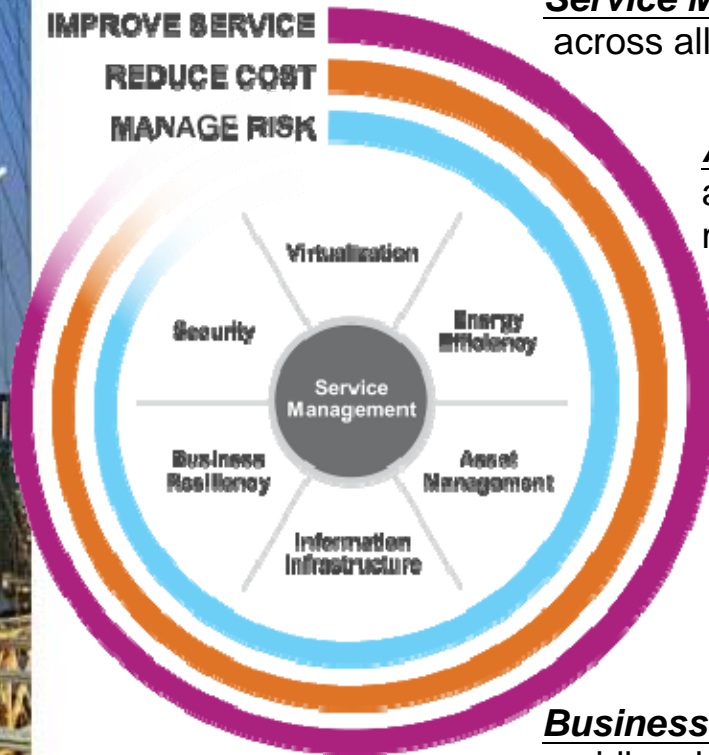 IMPROVE SERVICE
REDUCE COST
MANAGE RISK
Service M
across all
Virtualization
Security
Energy
Efficiency
Service
Management
Business
Resiliency
Asset
Management
Information
Infrastructure
Business